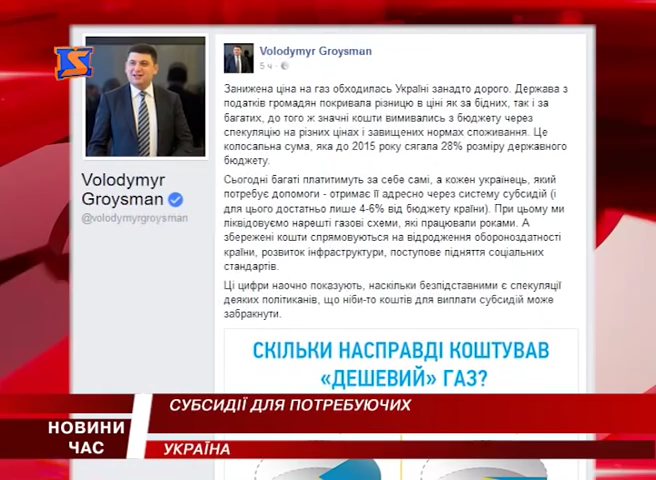 Volodymyr
Groysman
@volodymyrgroysman
Volodymyr Groysman
5 ч ·
Занижена ціна на газ обходилась Україні занадто дорого. Держава з
податків громадян покривала різницю в ціні як за бідних, так і за
багатих, до того ж значні кошти вимивались з бюджету через
спекуляцію на різних цінах і завищених нормах споживання. Це
колосальна сума, яка до 2015 року сягала 28% розміру державного
бюджету.
Сьогодні багаті платитимуть за себе самі, а кожен українець, який
потребує допомоги - отримає її адресно через систему субсидій (і
для цього достатньо лише 4-6% від бюджету країни). При цьому ми
ліквідовуємо нарешті газові схеми, які працювали роками. А
збережені кошти спрямовуються на відродження обороноздатності
країни, розвиток інфраструктури, поступове підняття соціальних
стандартів.
Ці цифри наочно показують, наскільки безпідставними є спекуляції
деяких політиканів, що ніби-то коштів для виплати субсидій може
забракнути.
СКІЛЬКИ НАСПРАВДІ КОШТУВАВ
«ДЕШЕВИЙ» ГАЗ?
СУБСИДІЇ ДЛЯ ПОТРЕБУЮЧИХ
НОВИНИ
ЧАС
УКРАЇНА